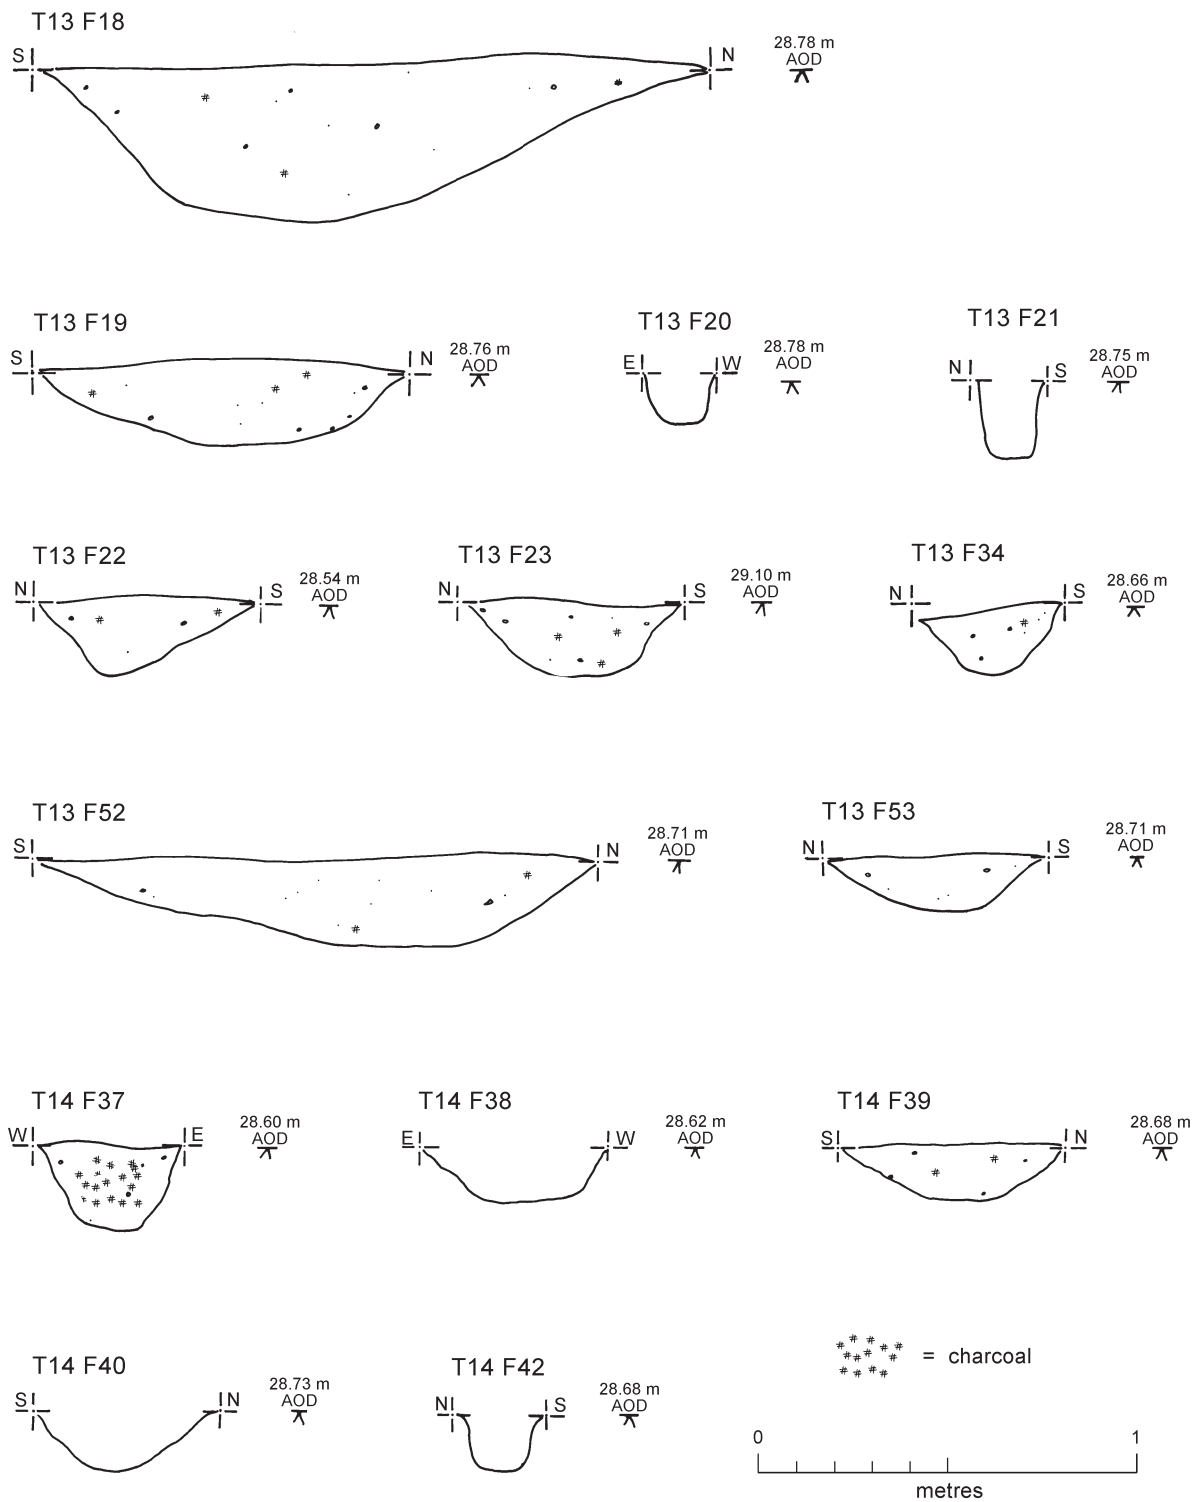 T13 F18
S
N
28.78 m
AOD
T13 F19
S
N
28.76 m
AOD
T13 F20
E
W
28.78 m
AOD
T13 F21
N
S
28.75 m
AOD
T13 F22
N
S
28.54 m
AOD
T13 F23
N
S
29.10 m
AOD
T13 F34
N
S
28.66 m
AOD
T13 F52
S
N
28.71 m
AOD
T13 F53
N
S
28.71 m
AOD
T14 F37
W
E
28.60 m
AOD
T14 F38
E
W
28.62 m
AOD
T14 F39
S
N
28.68 m
AOD
T14 F40
S
N
28.73 m
AOD
T14 F42
N
S
28.68 m
AOD
= charcoal
0
1
metres